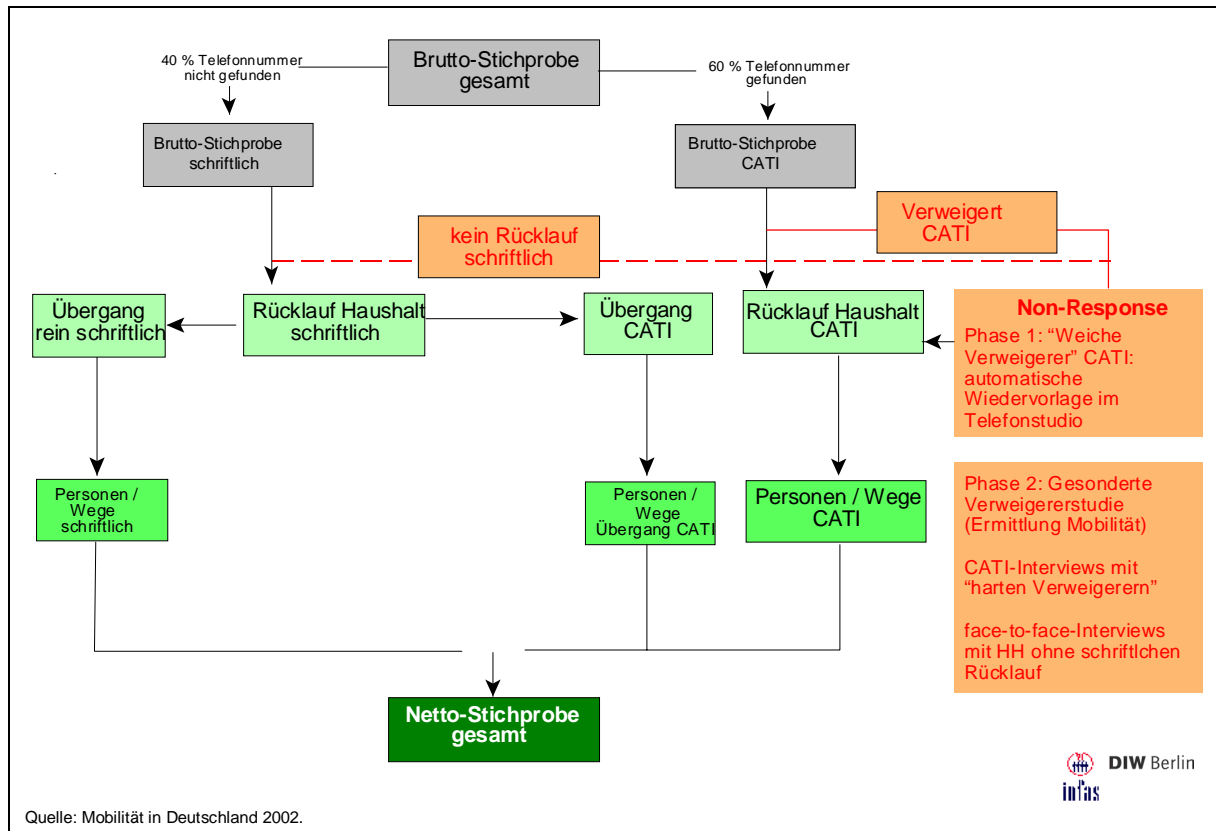 40 % Telefonnummer
nicht gefunden
Brutto-Stichprobe
gesamt
60 % Telefonnummer
gefunden
Brutto-Stichprobe
schriftlich
Brutto-Stichprobe
CATI
kein Rücklauf
schriftlich
Verweigert
CATI
Übergang
rein schriftlich
Rücklauf Haushalt
schriftlich
Übergang
CATI
Rücklauf Haushalt
CATI
Non-Response
Phase 1: “Weiche
Verweigerer” CATI:
automatische
Wiedervorlage im
Telefonstudio
Personen /
Wege
schriftlich
Personen /
Wege
Übergang CATI
Personen / Wege
CATI
Phase 2: Gesonderte
Verweigererstudie
(Ermittlung Mobilität)
CATI-Interviews mit
“harten Verweigerern”
face-to-face-Interviews
mit HH ohne schriftlchen
Rücklauf
Netto-Stichprobe
gesamt
infas
DIW Berlin
Quelle: Mobilität in Deutschland 2002.